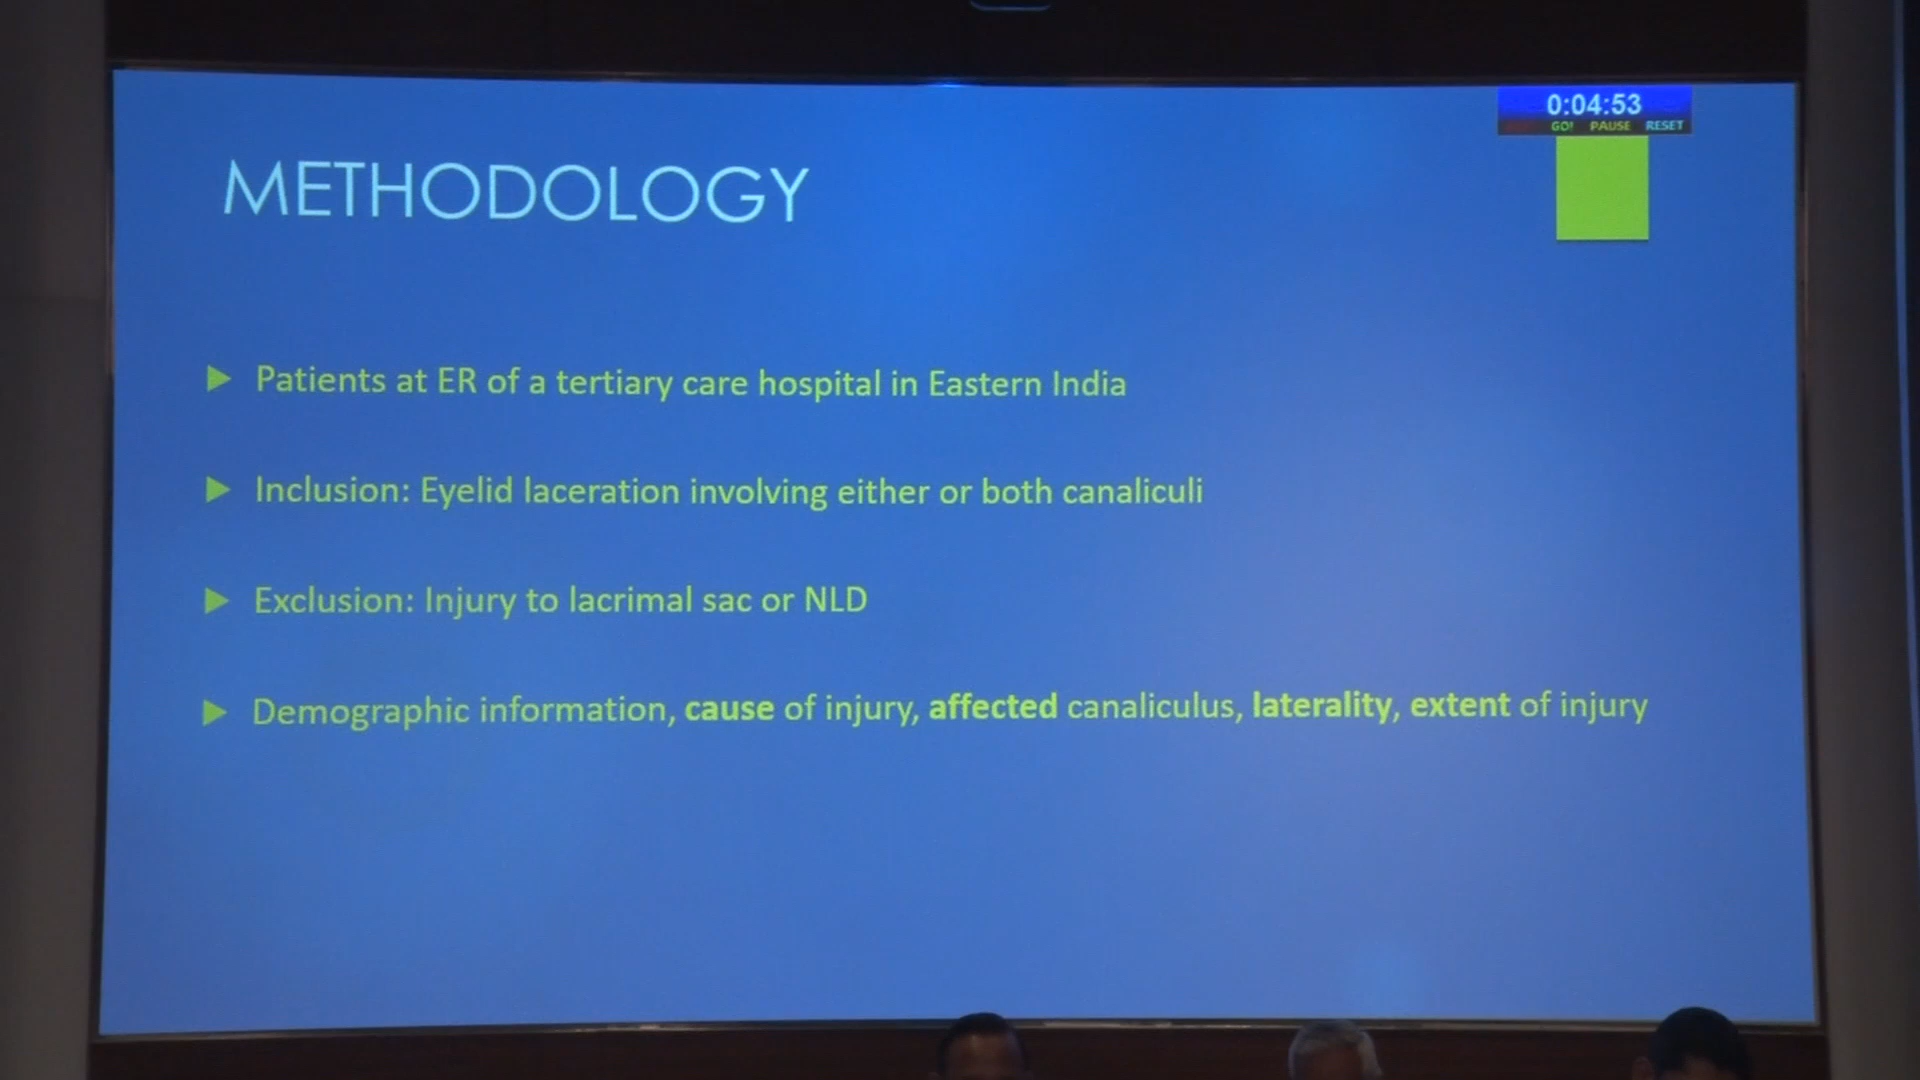 0:04:53
GO! PAUSE RESET
METHODOLOGY
Patients at ER of a tertiary care hospital in Eastern India
Inclusion: Eyelid laceration involving either or both canaliculi
Exclusion: Injury to lacrimal sac or NLD
Demographic information, cause of injury, affected canaliculus, laterality, extent of injury